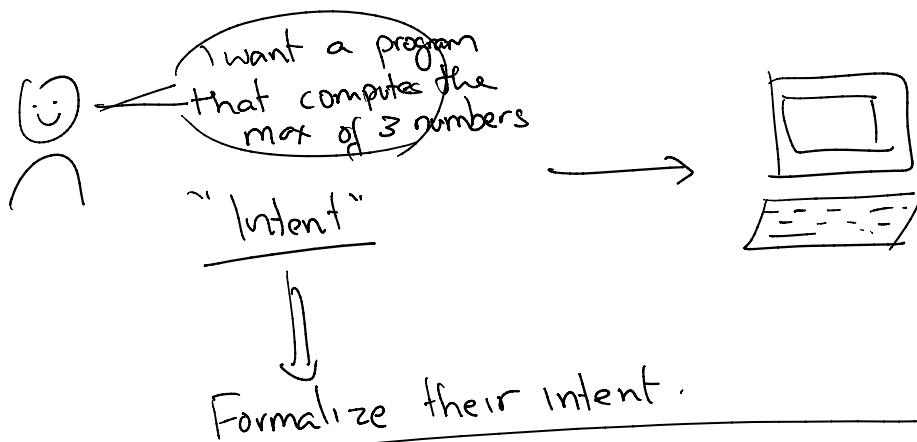 I want a program
that computes the
max of 3 numbers
"Intent"
Formalize their intent.